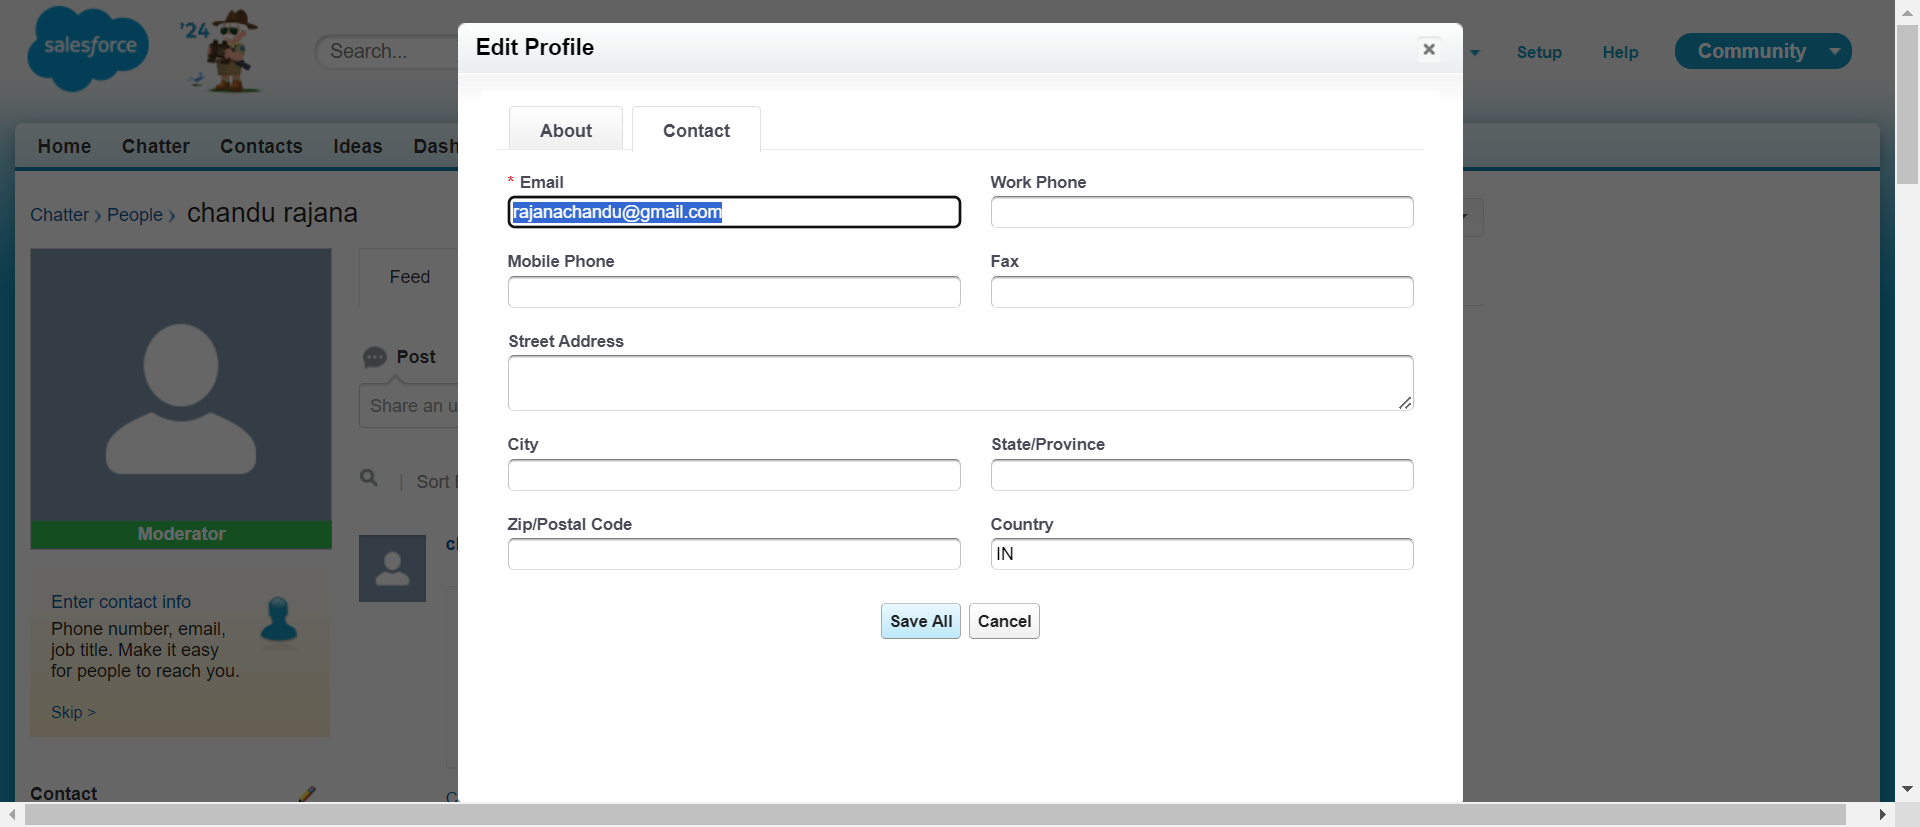 salesforce
'24
Search...
Setup
Help
Community
Home
Chatter
Contacts
Ideas
Chatter › People › chandu rajana
Moderator
Enter contact info
Phone number, email,
job title. Make it easy
for people to reach you.
Skip >
Contact
Feed
Post
Share an
Sort
Edit Profile
About
Contact
* Email
rajanachandu@gmail.com
Work Phone
Mobile Phone
Fax
Street Address
City
State/Province
Zip/Postal Code
Country
IN
Save All
Cancel